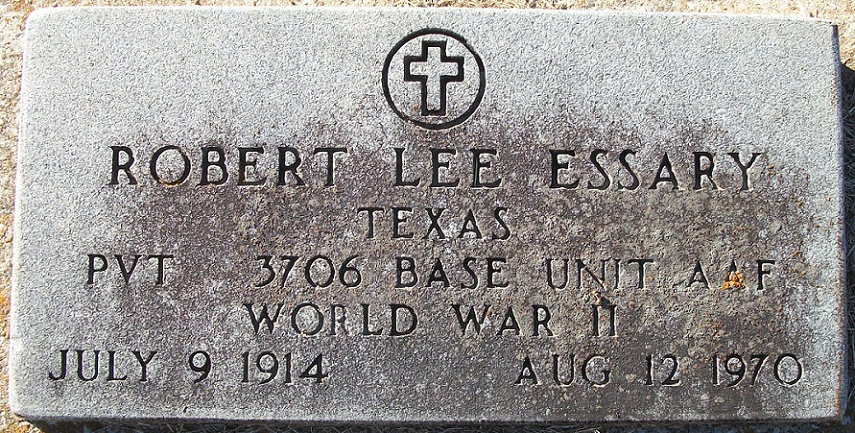 ROBERT LEE ESSARY
TEXAS
PVT 3706 BASE UNIT AAF
WORLD WAR II
JULY 9 1914 AUG 12 1970